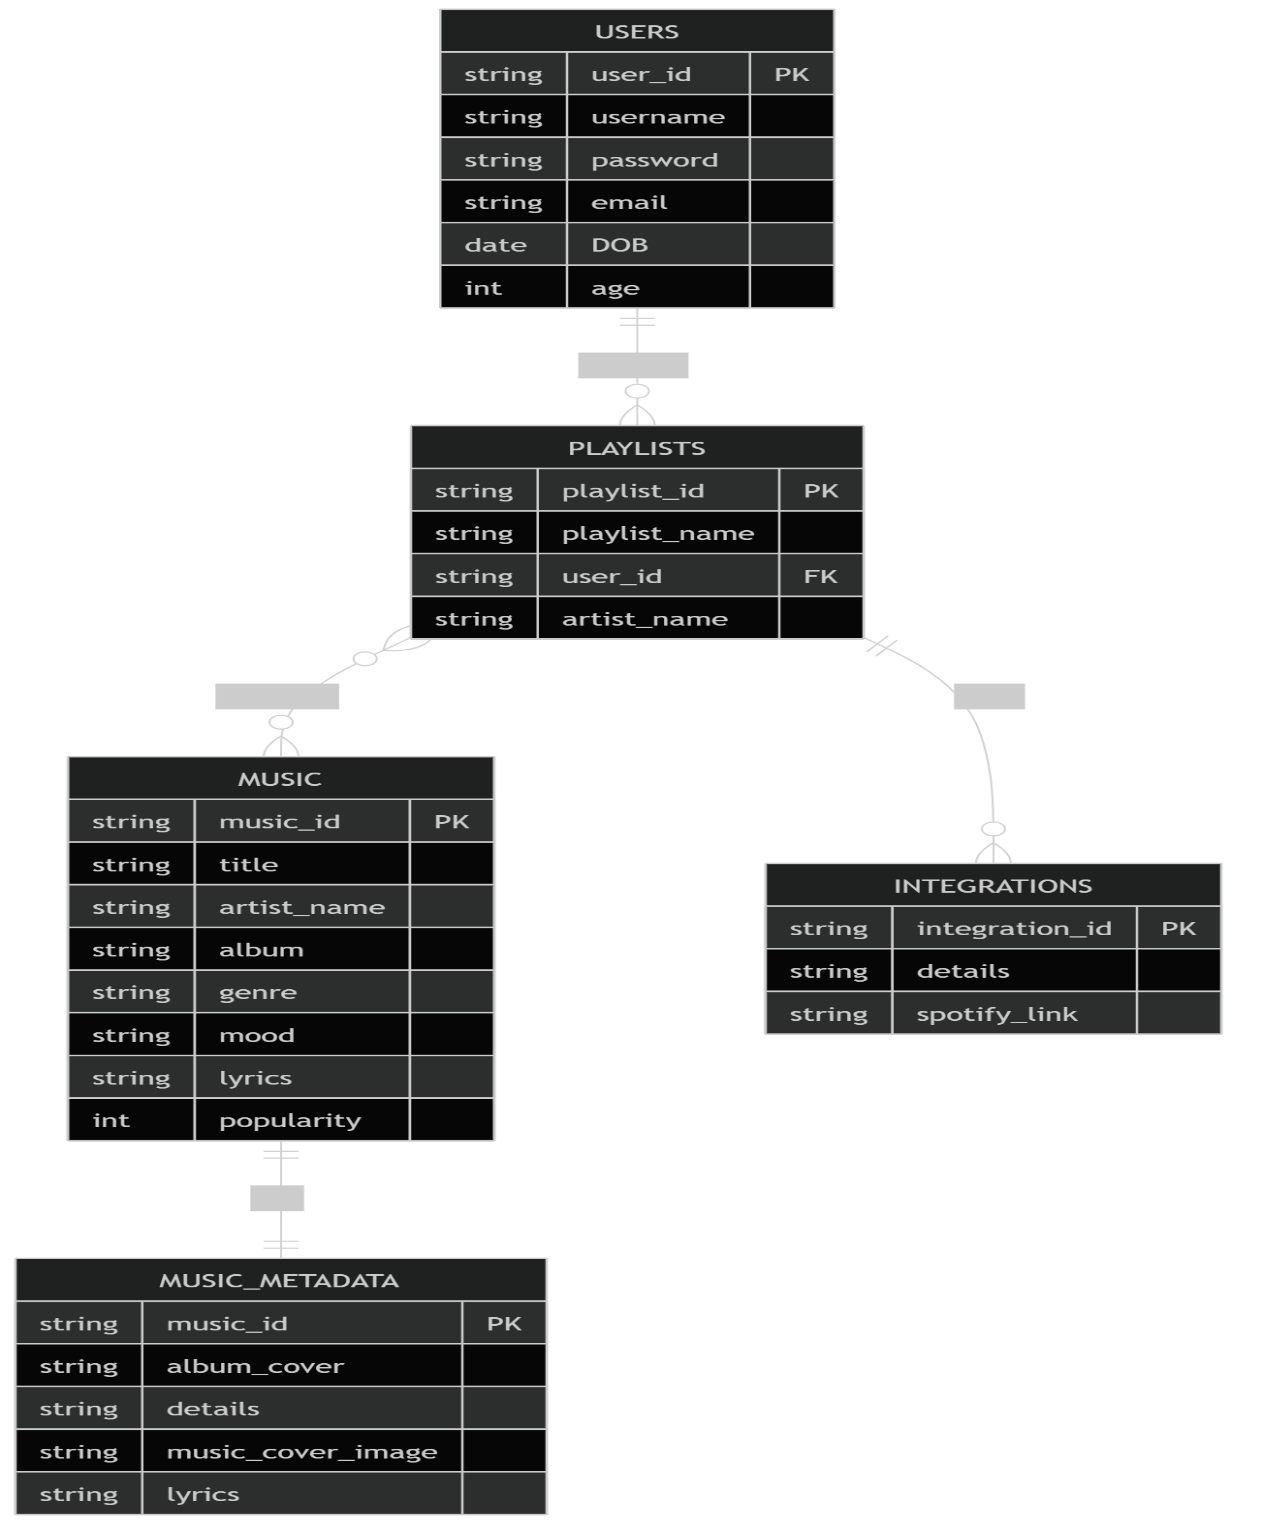 USERS
string user_id PK
string username
string password
string email
date DOB
int age
PLAYLISTS
string playlist_id PK
string playlist_name
string user_id FK
string artist_name
MUSIC
string music_id PK
string title
string artist_name
string album
string genre
string mood
string lyrics
int popularity
INTEGRATIONS
string integration_id PK
string details
string spotify_link
MUSIC_METADATA
string music_id PK
string album_cover
string details
string music_cover_image
string lyrics